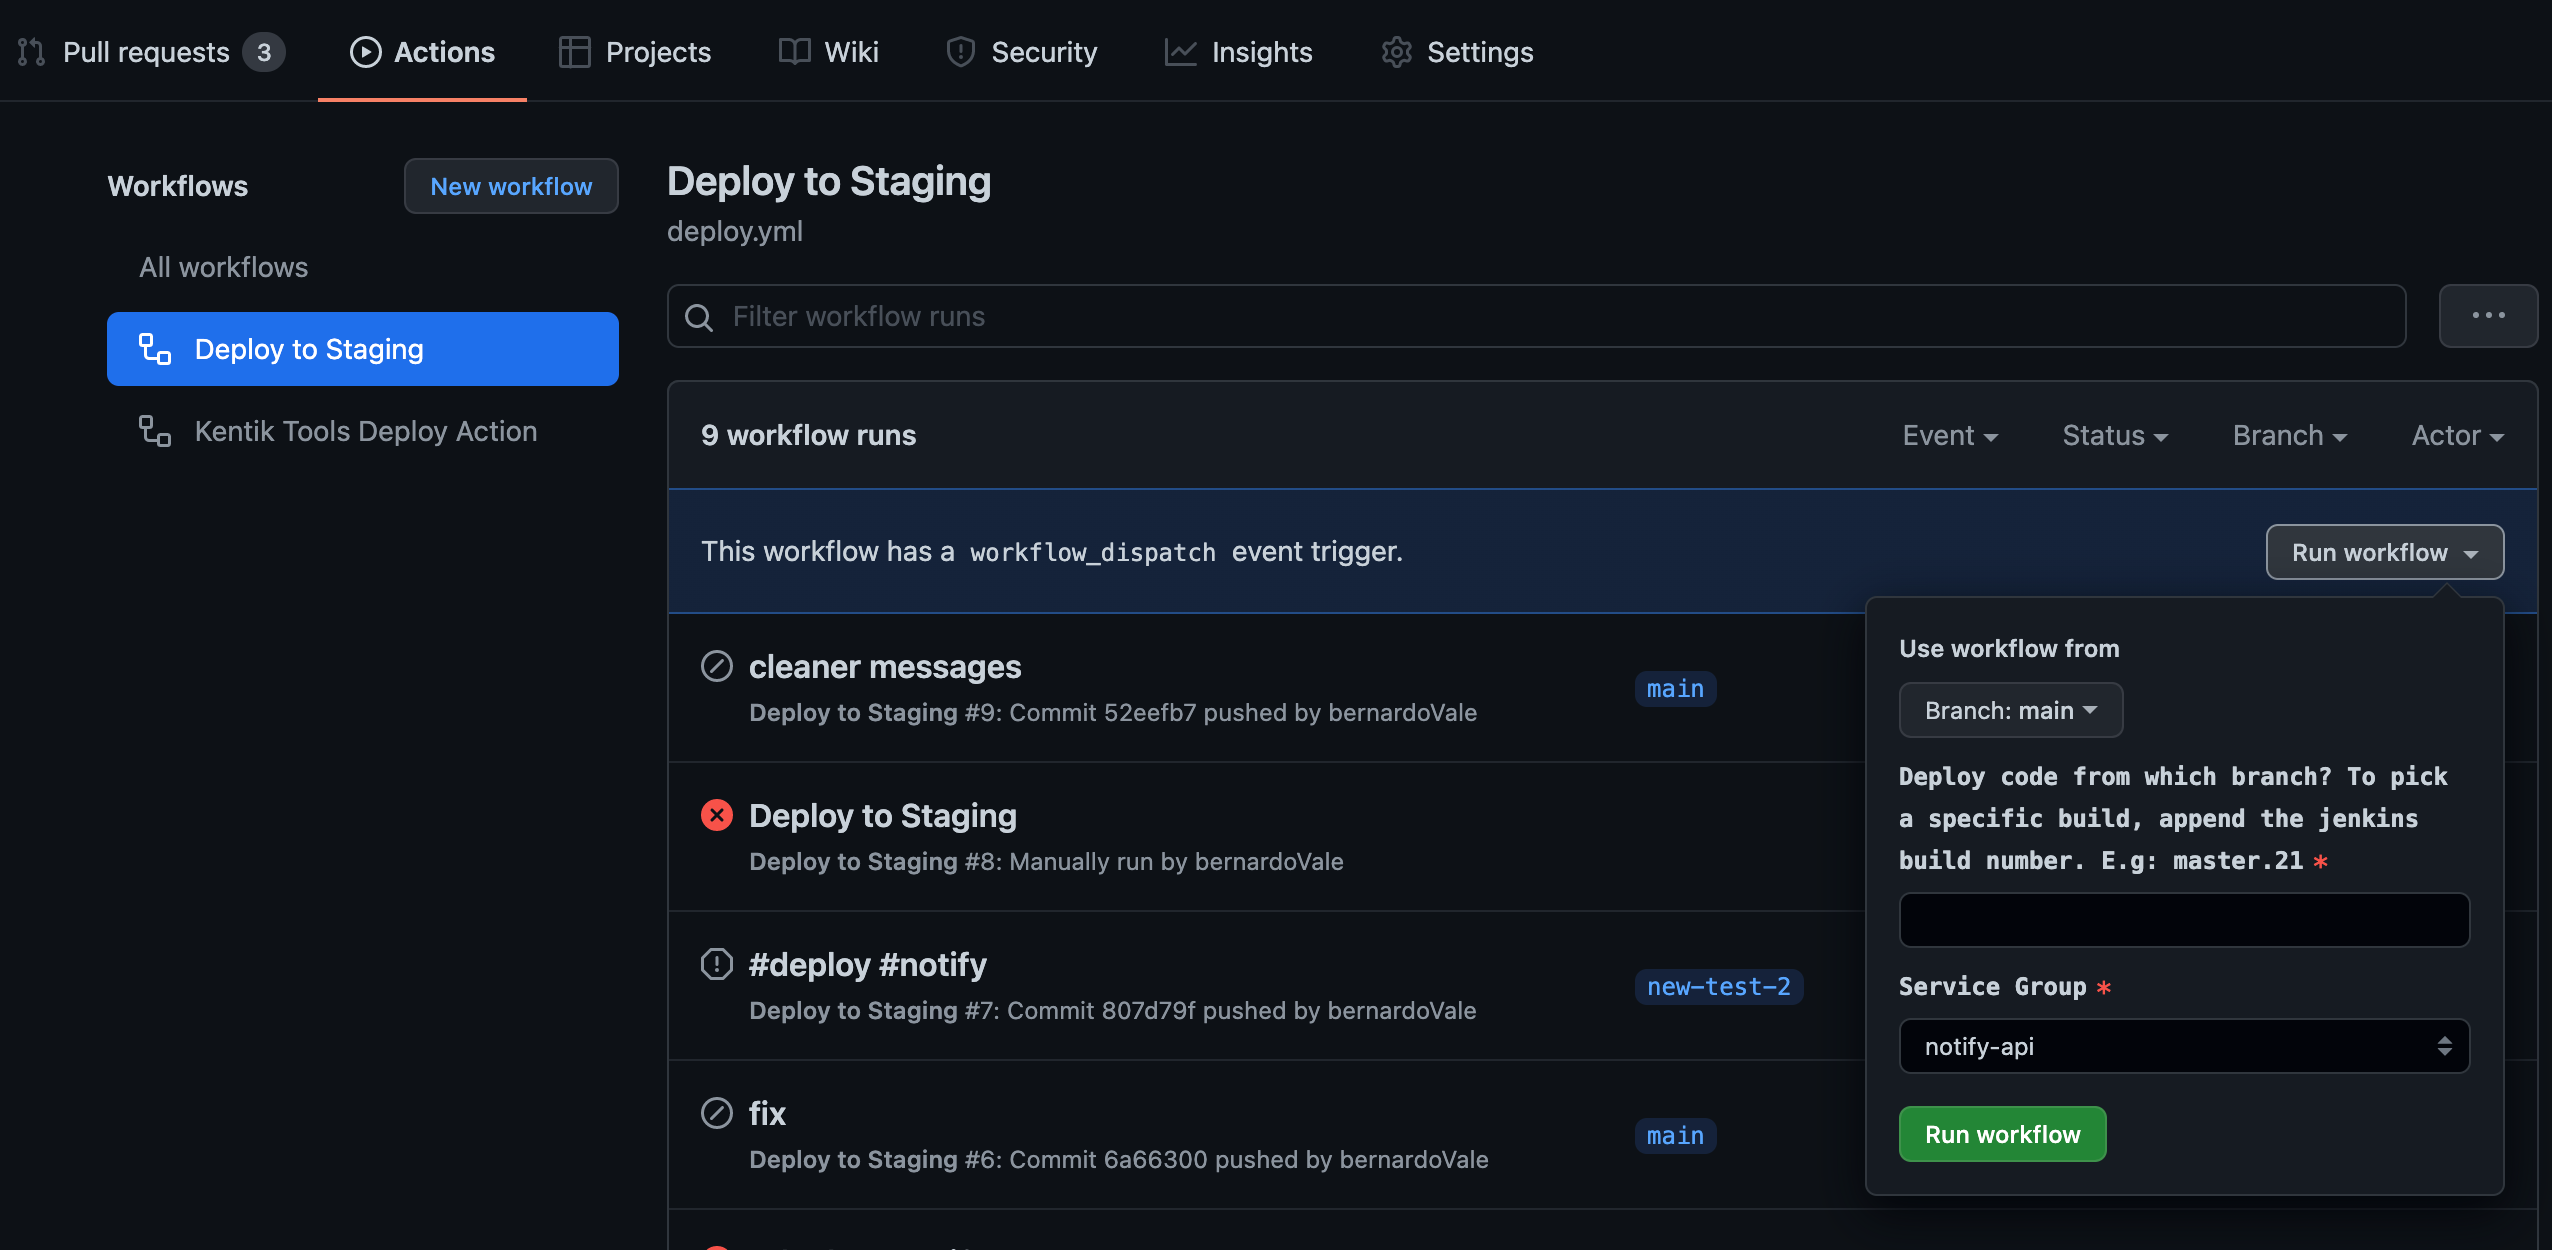 Pull requests 3 Actions Projects Wiki Security Insights Settings
Workflows
New workflow
All workflows
Deploy to Staging
Kentik Tools Deploy Action
Deploy to Staging
deploy.yml
Filter workflow runs
9 workflow runs
Event Status Branch Actor
This workflow has a workflow_dispatch event trigger.
Run workflow
cleaner messages
Deploy to Staging #9: Commit 52eefb7 pushed by bernardoVale
main
Deploy to Staging
Deploy to Staging #8: Manually run by bernardoVale
#deploy #notify
Deploy to Staging #7: Commit 807d79f pushed by bernardoVale
new-test-2
fix
Deploy to Staging #6: Commit 6a66300 pushed by bernardoVale
main
Use workflow from
Branch: main
Deploy code from which branch? To pick
a specific build, append the jenkins
build number. E.g: master.21 *
Service Group *
notify-api
Run workflow